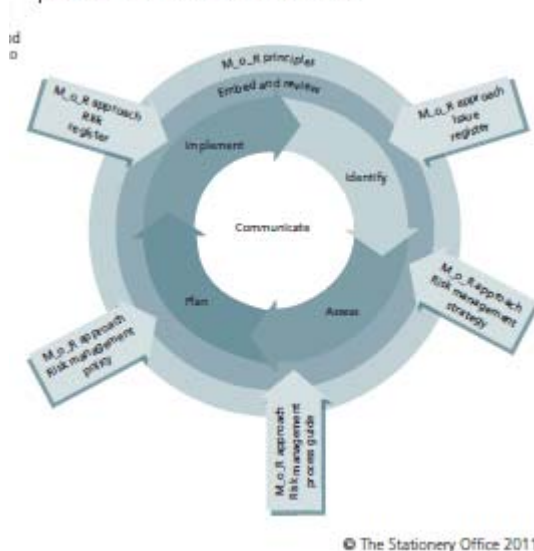 M_o_R principles
Embed and review
M_o_R approach
Risk
register
M_o_R approach
Issue
register
Implement
Identify
Communicate
Plan
Assess
M_o_R approach
Risk management
policy
M_o_R approach
Risk management
strategy
M_o_R approach
Risk management
process guide
© The Stationery Office 2011